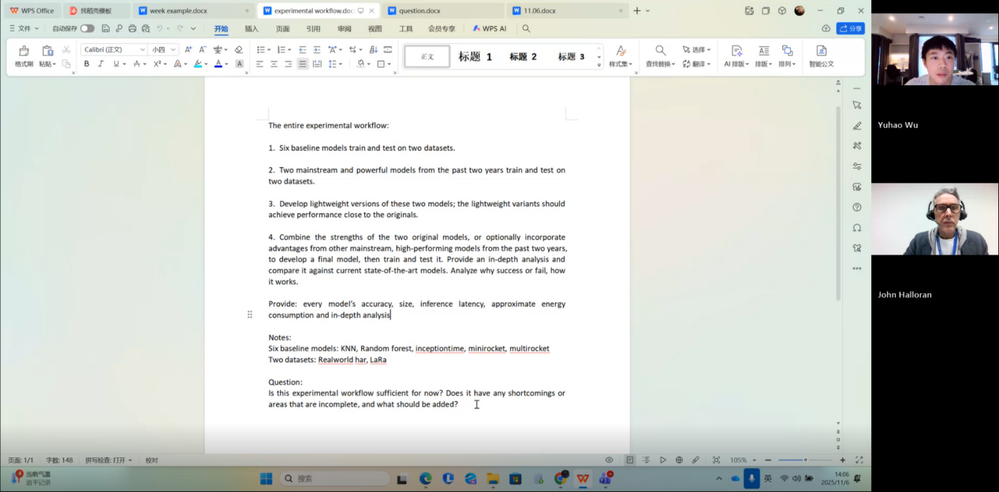 WPS Office
找稻壳模板
week example.docx
experimental workflow.doc
question.docx
11.06.docx
文件
自动保存
开始
插入
页面
引用
审阅
视图
工具
会员专享
WPS AI
分享
格式刷
粘贴
Calibri (正文)
小四
正文
标题 1
标题 2
标题 3
样式集
查找替换
选择
翻译
AI 排版
排版
排列
智能公文
The entire experimental workflow:
1. Six baseline models train and test on two datasets.
2. Two mainstream and powerful models from the past two years train and test on
two datasets.
3. Develop lightweight versions of these two models; the lightweight variants should
achieve performance close to the originals.
4. Combine the strengths of the two original models, or optionally incorporate
advantages from other mainstream, high-performing models from the past two years,
to develop a final model, then train and test it. Provide an in-depth analysis and
compare it against current state-of-the-art models. Analyze why success or fail, how
it works.
Provide: every model's accuracy, size, inference latency, approximate energy
consumption and in-depth analysis
Notes:
Six baseline models: KNN, Random forest, inceptiontime, minirocket, multirocket
Two datasets: Realworld har, LaRa
Question:
Is this experimental workflow sufficient for now? Does it have any shortcomings or
areas that are incomplete, and what should be added?
Yuhao Wu
John Halloran
页面: 1/1
字数: 148
拼写检查: 打开
校对
105%
当前气温
追平记录
搜索
英
14:06
2025/11/6